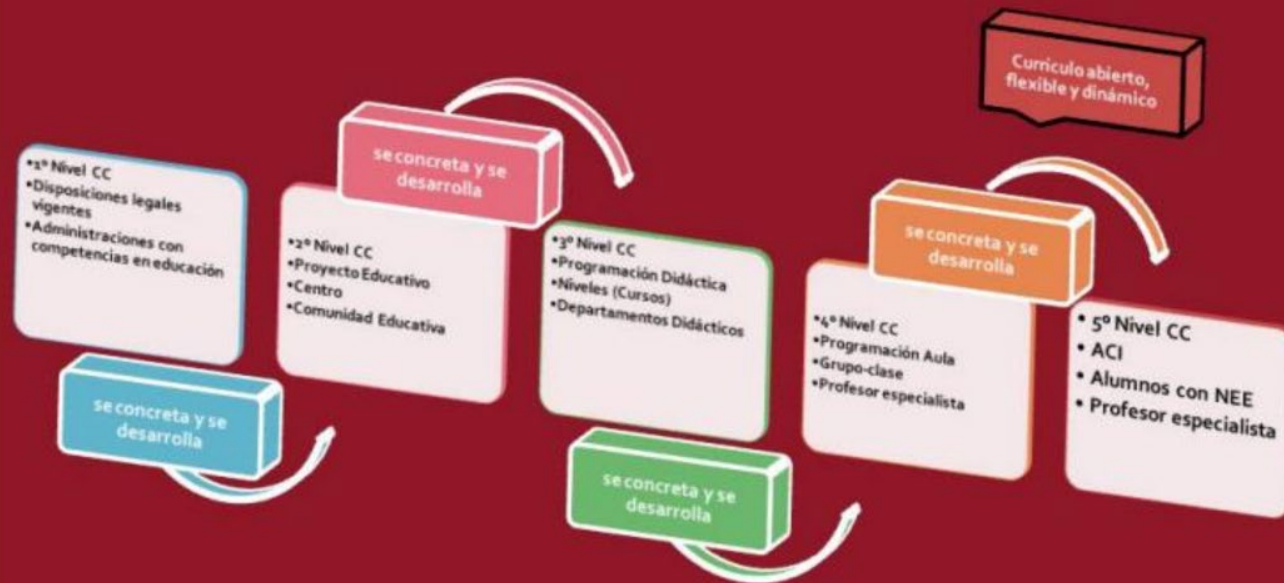 Curriculo abierto,
flexible y dinámico
•1º Nivel CC
•Disposiciones legales
vigentes
•Administraciones con
competencias en educación
se concreta y se
desarrolla
•2º Nivel CC
•Proyecto Educativo
•Centro
•Comunidad Educativa
se concreta y se
desarrolla
•3º Nivel CC
•Programación Didáctica
•Niveles (Cursos)
•Departamentos Didácticos
se concreta y se
desarrolla
•4º Nivel CC
•Programación Aula
•Grupo-clase
•Profesor especialista
se concreta y se
desarrolla
• 5º Nivel CC
• ACI
• Alumnos con NEE
• Profesor especialista